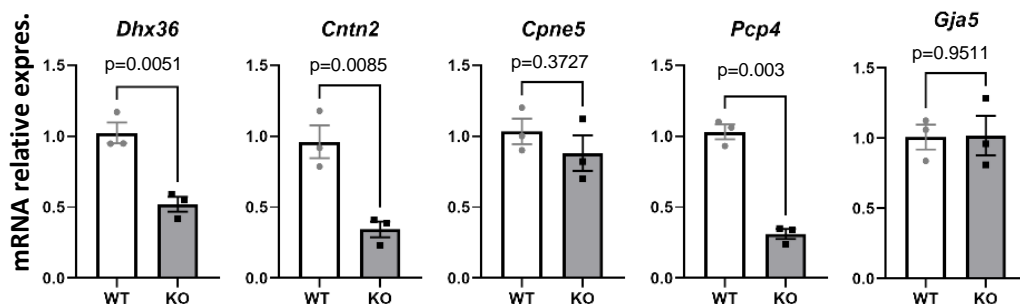 mRNA relative expres.
Dhx36
p=0.0051
1.5
1.0
0.5
0.0
WT KO
Cntn2
p=0.0085
1.5
1.0
0.5
0.0
WT KO
Cpne5
p=0.3727
1.5
1.0
0.5
0.0
WT KO
Pcp4
p=0.003
1.5
1.0
0.5
0.0
WT KO
Gja5
p=0.9511
1.5
1.0
0.5
0.0
WT KO